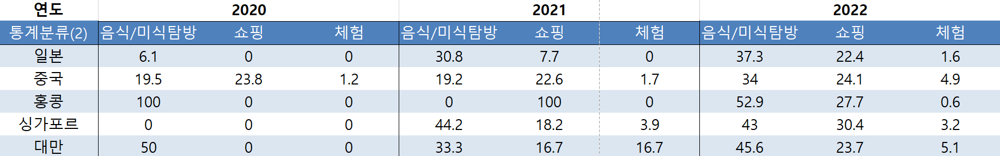 연도 2020 2021 2022
통계분류(2) 음식/미식탐방 쇼핑 체험 음식/미식탐방 쇼핑 체험 음식/미식탐방 쇼핑 체험
일본 6.1 0 0 30.8 7.7 0 37.3 22.4 1.6
중국 19.5 23.8 1.2 19.2 22.6 1.7 34 24.1 4.9
홍콩 100 0 0 0 100 0 52.9 27.7 0.6
싱가포르 0 0 0 44.2 18.2 3.9 43 30.4 3.2
대만 50 0 0 33.3 16.7 16.7 45.6 23.7 5.1